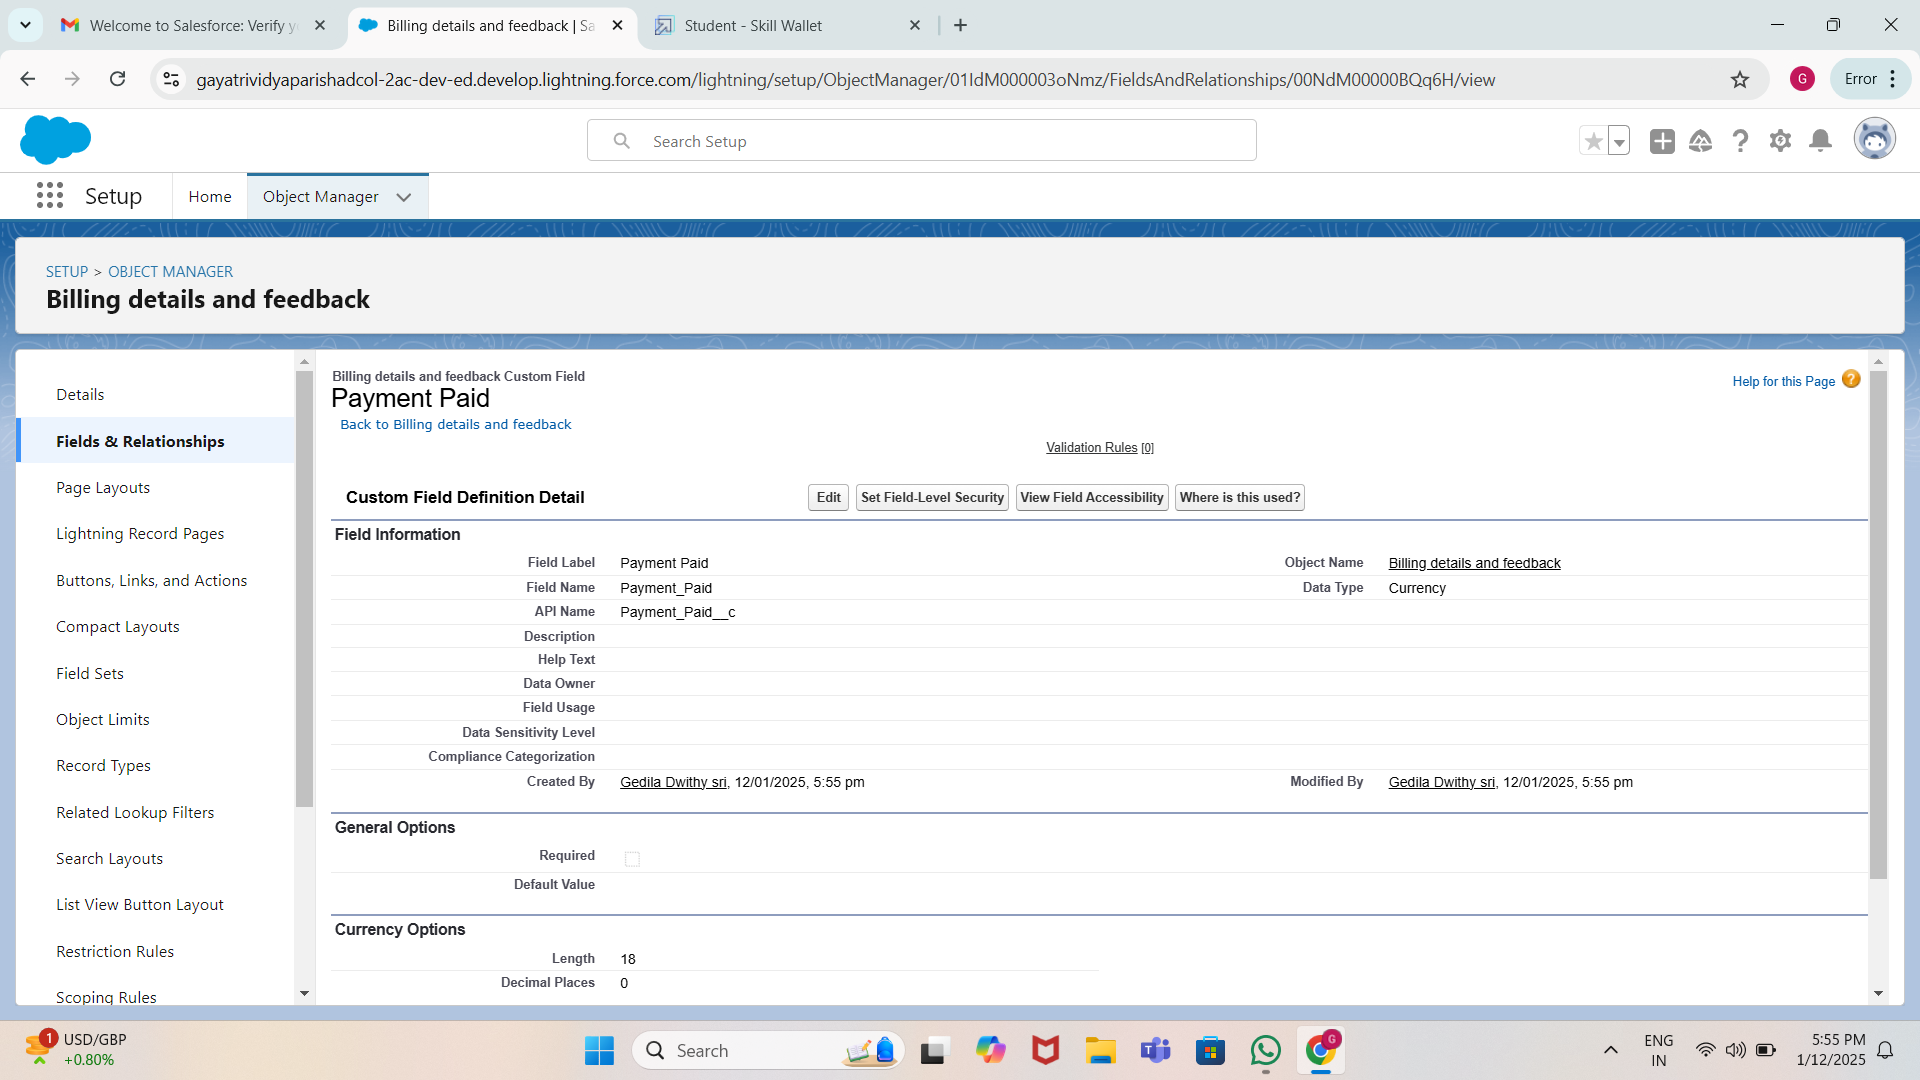 Welcome to Salesforce: Verify y
Billing details and feedback | Sa
Student - Skill Wallet
gayatrividyaparishadcol-2ac-dev-ed.develop.lightning.force.com/lightning/setup/ObjectManager/01IdM000003oNmz/FieldsAndRelationships/00NdM00000BQq6H/view
G
Error
Search Setup
Setup
Home
Object Manager
SETUP > OBJECT MANAGER
Billing details and feedback
Details
Fields & Relationships
Page Layouts
Lightning Record Pages
Buttons, Links, and Actions
Compact Layouts
Field Sets
Object Limits
Record Types
Related Lookup Filters
Search Layouts
List View Button Layout
Restriction Rules
Scoping Rules
Billing details and feedback Custom Field
Payment Paid
Back to Billing details and feedback
Help for this Page ?
Validation Rules [0]
Custom Field Definition Detail
Edit
Set Field-Level Security
View Field Accessibility
Where is this used?
Field Information
Field Label Payment Paid
Object Name Billing details and feedback
Field Name Payment_Paid
Data Type Currency
API Name Payment_Paid__c
Description
Help Text
Data Owner
Field Usage
Data Sensitivity Level
Compliance Categorization
Created By Gedila Dwithy sri, 12/01/2025, 5:55 pm
Modified By Gedila Dwithy sri, 12/01/2025, 5:55 pm
General Options
Required
Default Value
Currency Options
Length 18
Decimal Places 0
1
USD/GBP
+0.80%
Search
G
ENG
IN
5:55 PM
1/12/2025